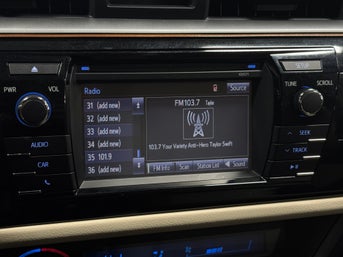 SETUP
PWR VOL
TUNE SCROLL
Radio
Source
31 (add new)
32 (add new)
33 (add new)
34 (add new)
35 101.9
36 (add new)
FM103.7
103.7 Your Variety Anti-Hero Taylor Swift
FM Info
Scan
Station List
Sound
AUDIO
CAR
SEEK
TRACK